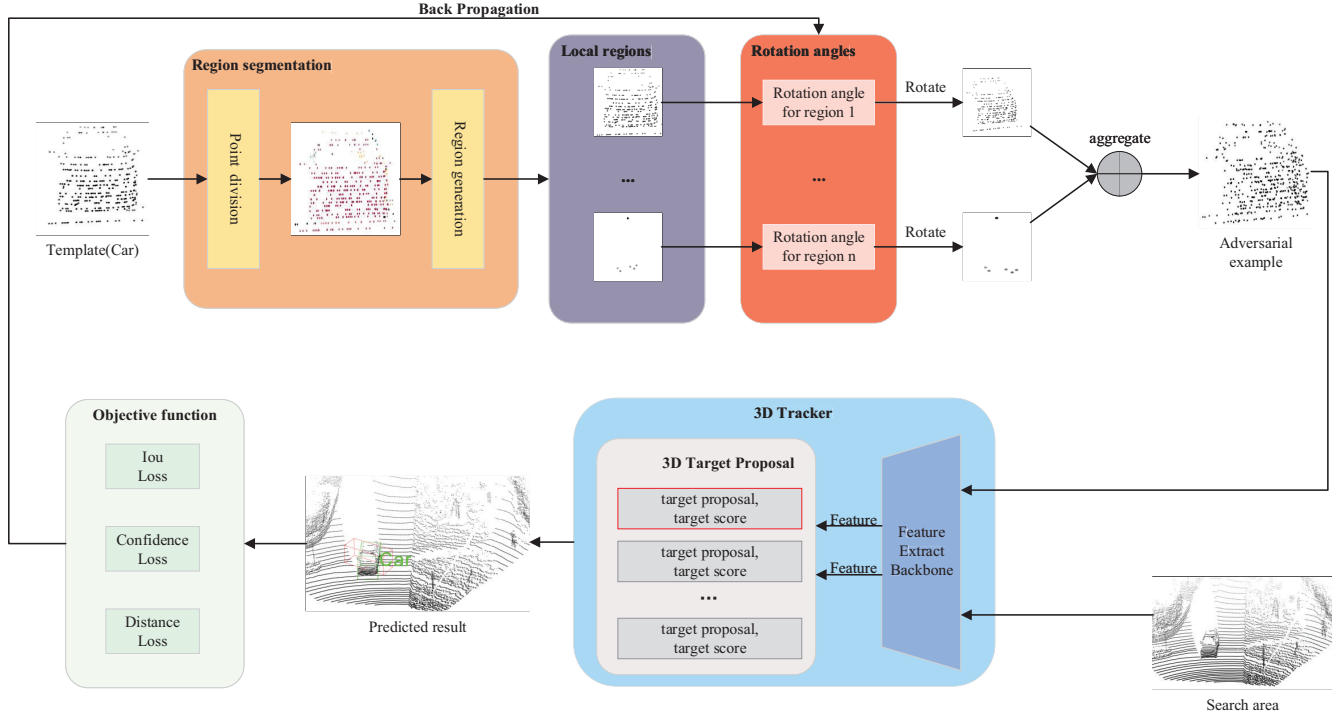 Back Propagation
Region segmentation
Local regions
Rotation angles
Point division
Region generation
Template(Car)
...
...
Rotation angle
for region 1
Rotation angle
for region n
Rotate
Rotate
aggregate
Adversarial
example
Objective function
Iou
Loss
Confidence
Loss
Distance
Loss
Car
Predicted result
3D Tracker
3D Target Proposal
target proposal,
target score
target proposal,
target score
...
target proposal,
target score
Feature
Feature
Feature
Extract
Backbone
Search area